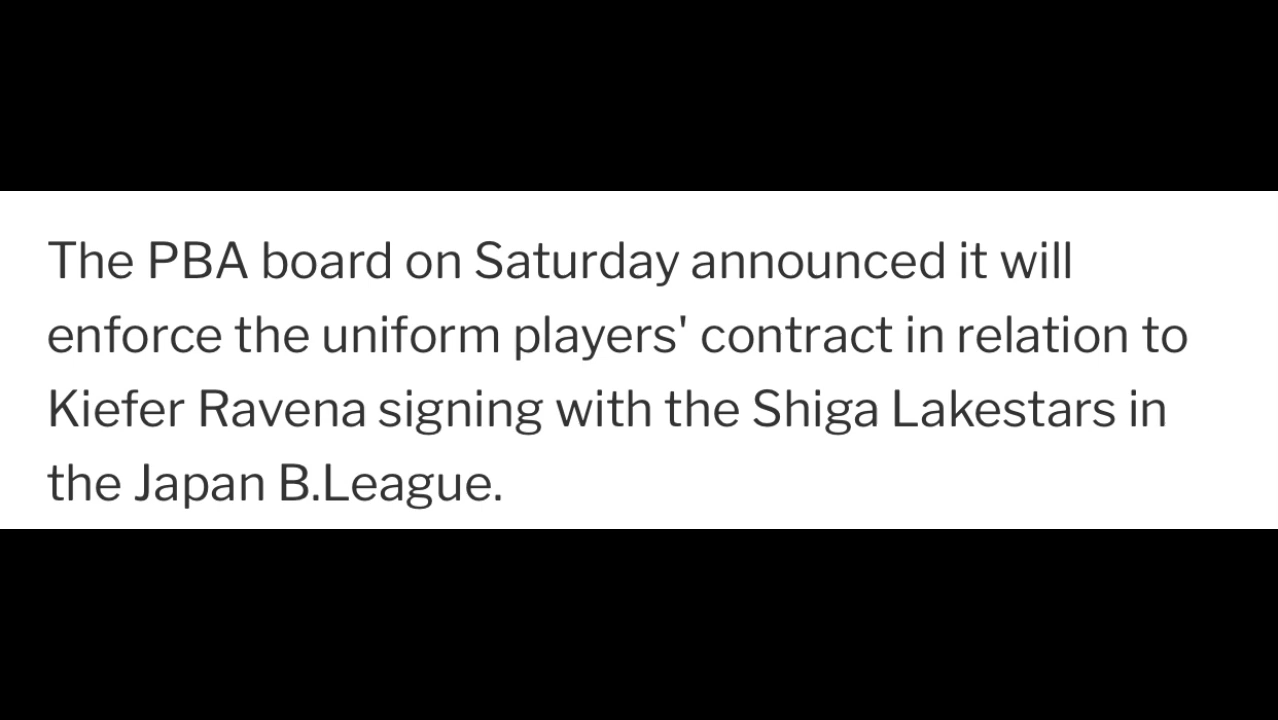 The PBA board on Saturday announced it will
enforce the uniform players' contract in relation to
Kiefer Ravena signing with the Shiga Lakestars in
the Japan B.League.